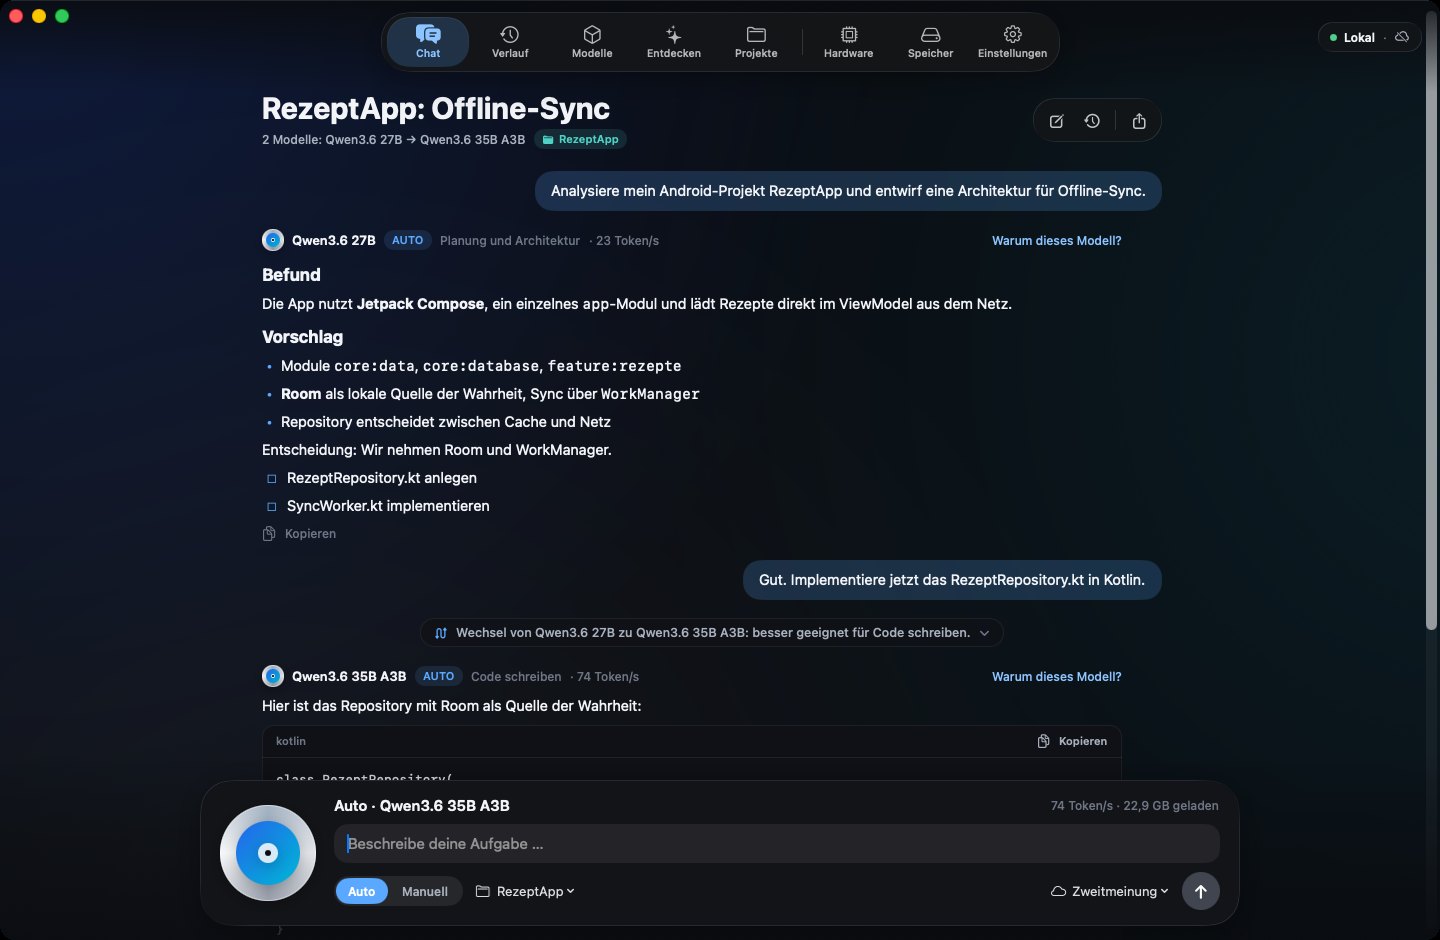 Chat
Verlauf
Modelle
Entdecken
Projekte
Hardware
Speicher
Einstellungen
Lokal ·
RezeptApp: Offline-Sync
2 Modelle: Qwen3.6 27B → Qwen3.6 35B A3B RezeptApp
Analysiere mein Android-Projekt RezeptApp und entwirf eine Architektur für Offline-Sync.
Qwen3.6 27B AUTO Planung und Architektur · 23 Token/s Warum dieses Modell?
Befund
Die App nutzt Jetpack Compose, ein einzelnes app-Modul und lädt Rezepte direkt im ViewModel aus dem Netz.
Vorschlag
• Module core:data, core:database, feature:rezepte
• Room als lokale Quelle der Wahrheit, Sync über WorkManager
• Repository entscheidet zwischen Cache und Netz
Entscheidung: Wir nehmen Room und WorkManager.
RezeptRepository.kt anlegen
SyncWorker.kt implementieren
Kopieren
Gut. Implementiere jetzt das RezeptRepository.kt in Kotlin.
Wechsel von Qwen3.6 27B zu Qwen3.6 35B A3B: besser geeignet für Code schreiben.
Qwen3.6 35B A3B AUTO Code schreiben · 74 Token/s Warum dieses Modell?
Hier ist das Repository mit Room als Quelle der Wahrheit:
kotlin Kopieren
class RezeptRepository(
Auto · Qwen3.6 35B A3B 74 Token/s · 22,9 GB geladen
Beschreibe deine Aufgabe ...
Auto Manuell RezeptApp Zweitmeinung
}